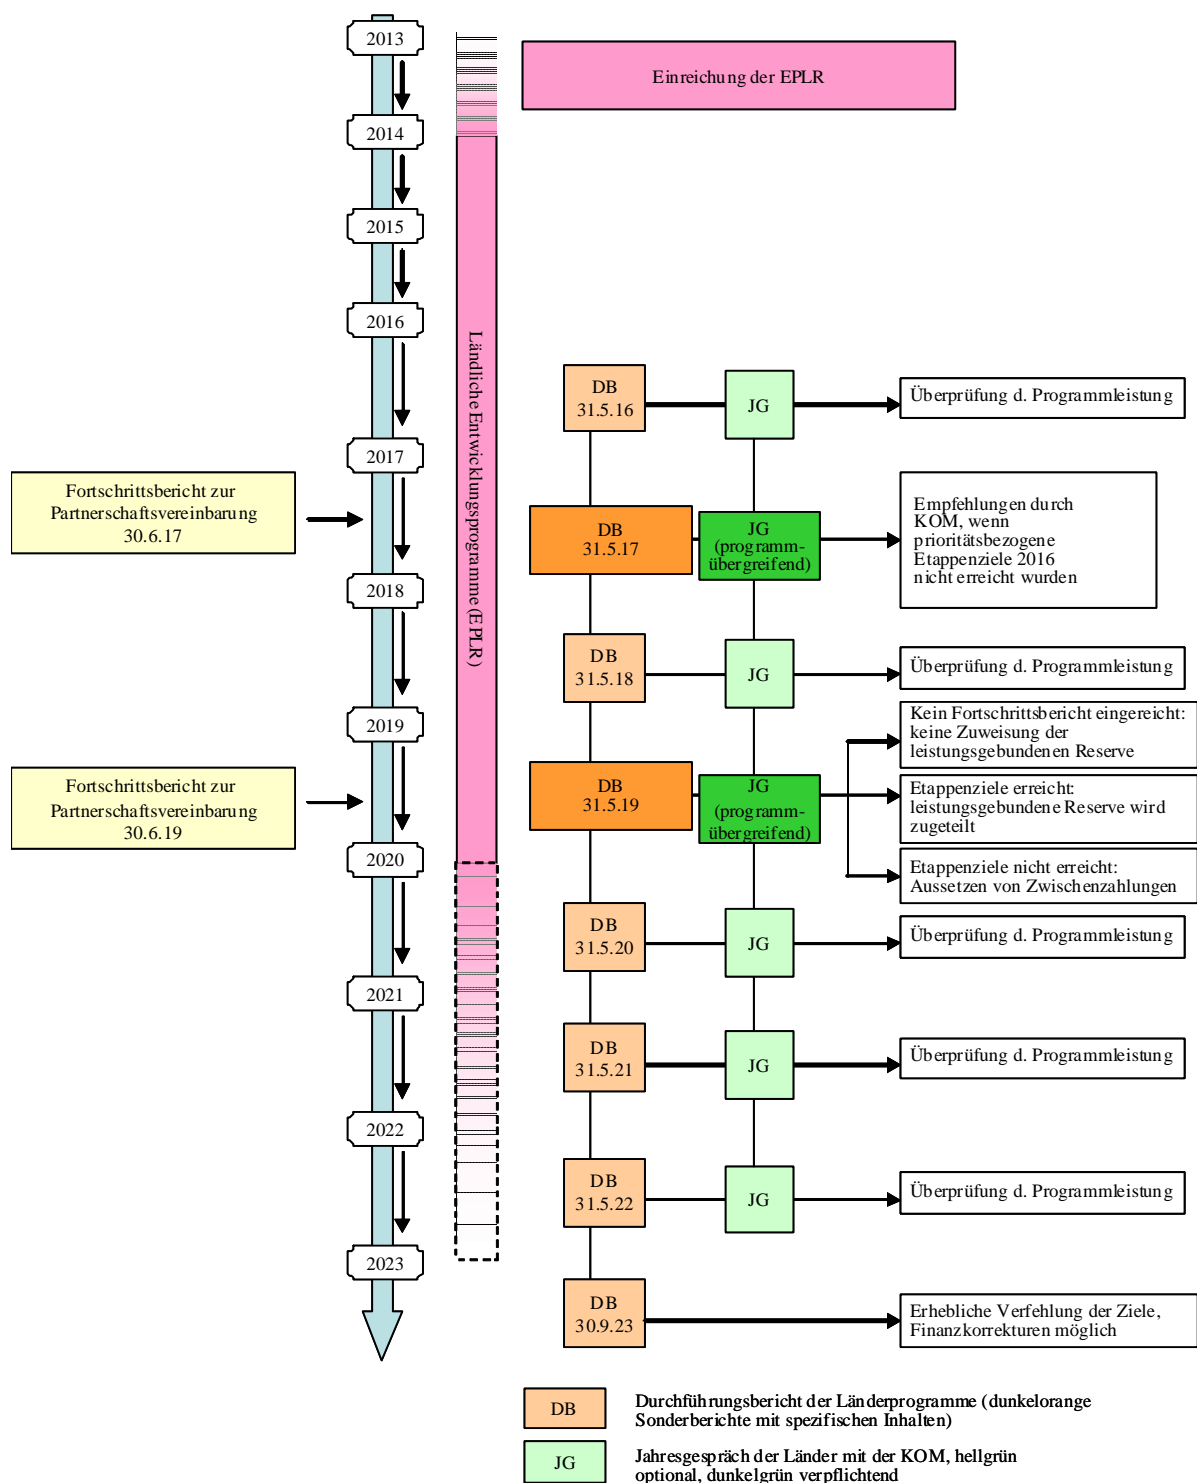 2013
Einreichung der EPLR
2014
2015
2016
Ländliche Entwicklungsprogramme (EPLR)
DB
31.5.16
JG
Überprüfung d. Programmleistung
2017
Fortschrittsbericht zur
Partnerschaftsvereinbarung
30.6.17
DB
31.5.17
JG
(programm-
übergreifend)
Empfehlungen durch
KOM, wenn
prioritätsbezogene
Etappenziele 2016
nicht erreicht wurden
2018
DB
31.5.18
JG
Überprüfung d. Programmleistung
2019
Kein Fortschrittsbericht eingereicht:
keine Zuweisung der
leistungsgebundenen Reserve
Fortschrittsbericht zur
Partnerschaftsvereinbarung
30.6.19
DB
31.5.19
JG
(programm-
übergreifend)
Etappenziele erreicht:
leistungsgebundene Reserve wird
zugeteilt
2020
Etappenziele nicht erreicht:
Aussetzen von Zwischenzahlungen
DB
31.5.20
JG
Überprüfung d. Programmleistung
2021
DB
31.5.21
JG
Überprüfung d. Programmleistung
2022
DB
31.5.22
JG
Überprüfung d. Programmleistung
2023
DB
30.9.23
Erhebliche Verfehlung der Ziele,
Finanzkorrekturen möglich
DB
Durchführungsbericht der Länderprogramme (dunkelorange
Sonderberichte mit spezifischen Inhalten)
JG
Jahresgespräch der Länder mit der KOM, hellgrün
optional, dunkelgrün verpflichtend